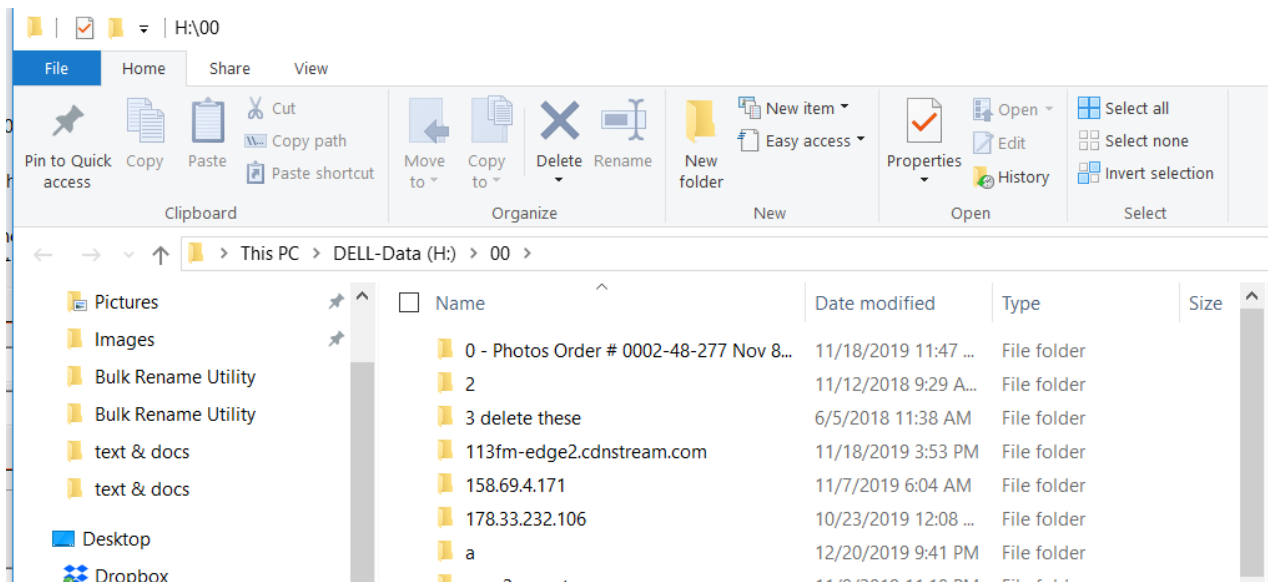 H:\00
File Home Share View
Pin to Quick access
Copy
Paste
Cut
Copy path
Paste shortcut
Clipboard
Move to
Copy to
Delete
Rename
Organize
New folder
New item
Easy access
New
Properties
Open
Edit
History
Open
Select all
Select none
Invert selection
Select
This PC > DELL-Data (H:) > 00 >
Pictures
Images
Bulk Rename Utility
Bulk Rename Utility
text & docs
text & docs
Desktop
Dropbox
Name Date modified Type Size
0 - Photos Order # 0002-48-277 Nov 8... 11/18/2019 11:47 ... File folder
2 11/12/2018 9:29 A... File folder
3 delete these 6/5/2018 11:38 AM File folder
113fm-edge2.cdnstream.com 11/18/2019 3:53 PM File folder
158.69.4.171 11/7/2019 6:04 AM File folder
178.33.232.106 10/23/2019 12:08 ... File folder
a 12/20/2019 9:41 PM File folder